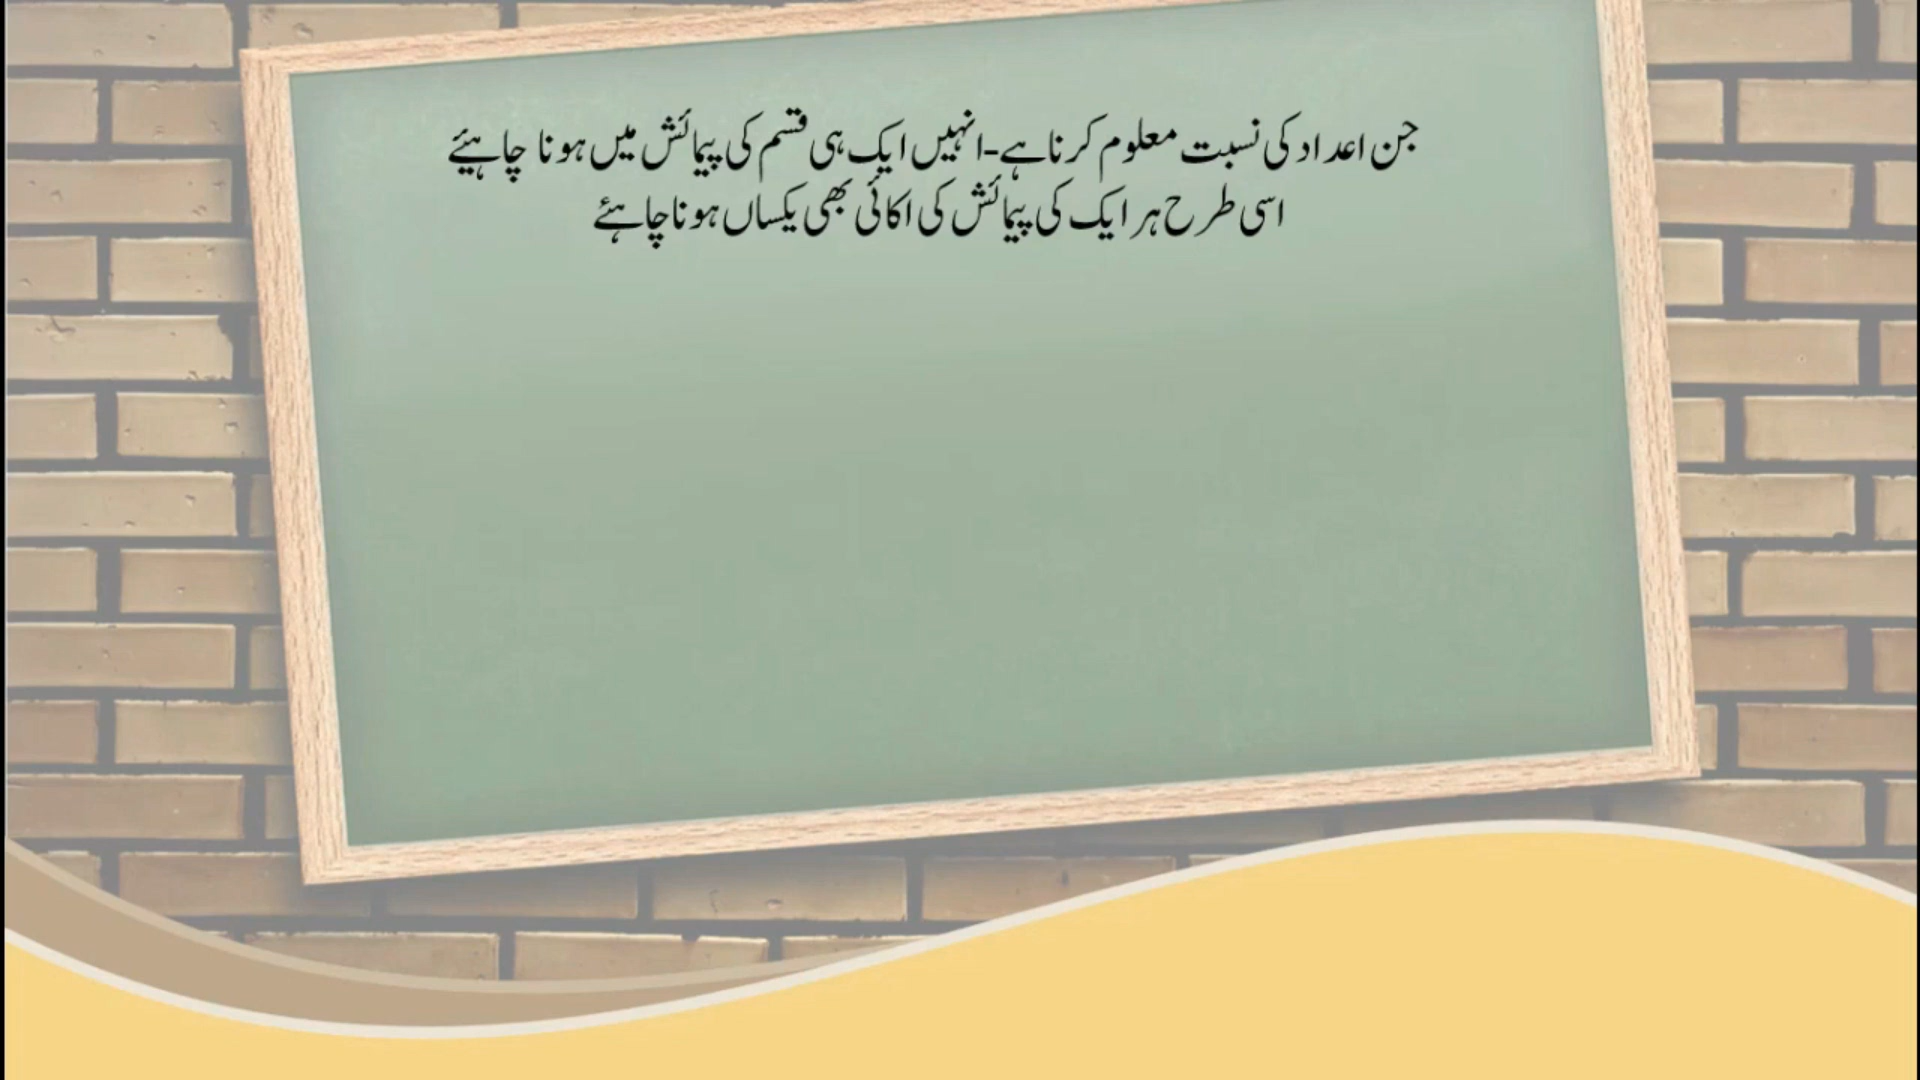 جن اعداد کی نسبت معلوم کرنا ہے-انہیں ایک ہی قسم کی پیمائش میں ہونا چاہیئے
اسی طرح ہر ایک کی پیمائش کی اکائی بھی یکساں ہونا چاہئے